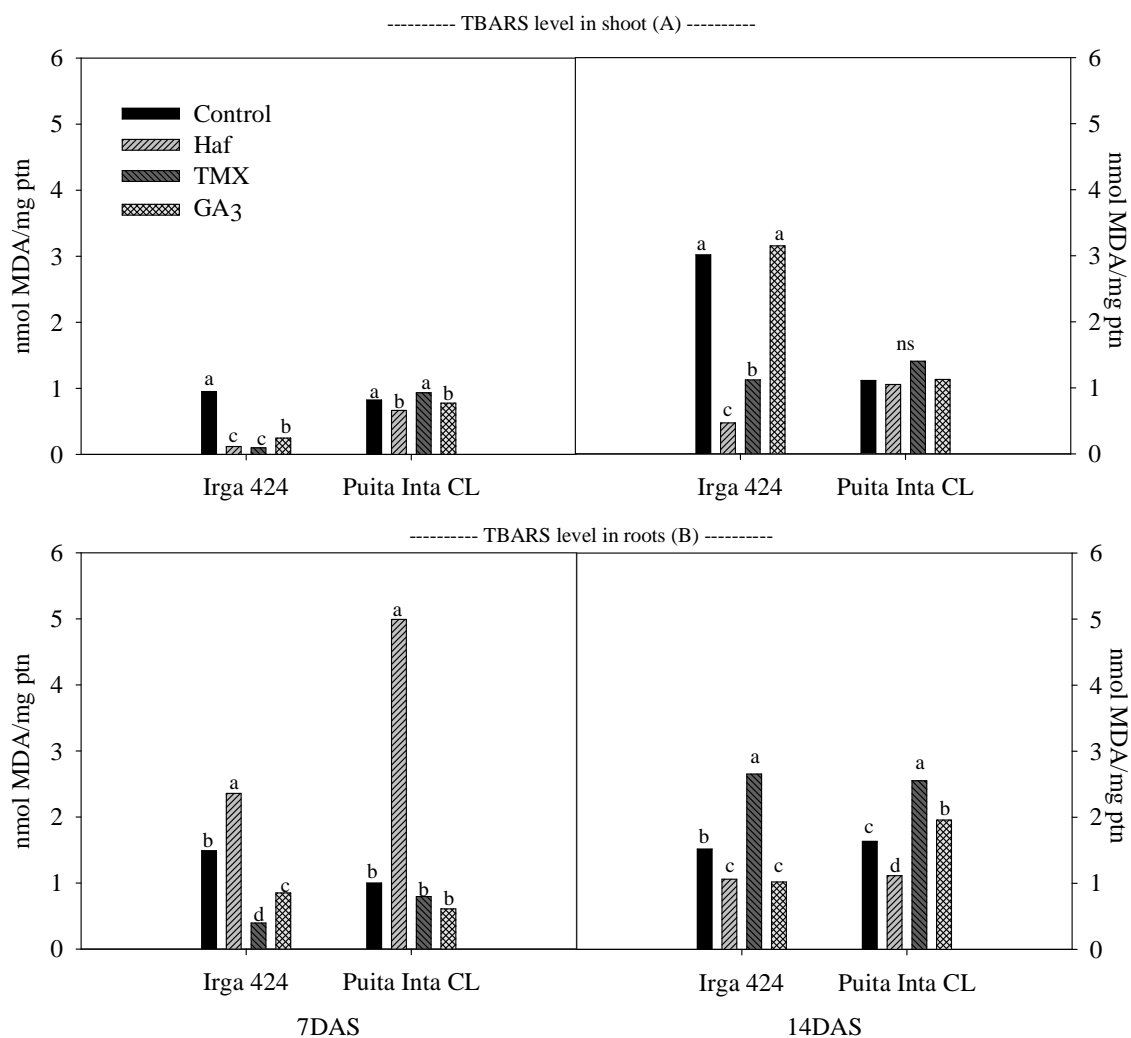 ---------- TBARS level in shoot (A) ----------
nmol MDA/mg ptn
6
5
4
3
2
1
0
Control
Haf
TMX
GA3
a
c
c
b
a
b
a
b
Irga 424
Puita Inta CL
a
c
b
a
ns
Irga 424
Puita Inta CL
6
5
4
3
2
1
0
nmol MDA/mg ptn
---------- TBARS level in roots (B) ----------
nmol MDA/mg ptn
6
5
4
3
2
1
0
b
a
d
c
b
a
b
b
Irga 424
Puita Inta CL
7DAS
b
c
a
c
c
d
a
b
Irga 424
Puita Inta CL
14DAS
6
5
4
3
2
1
0
nmol MDA/mg ptn